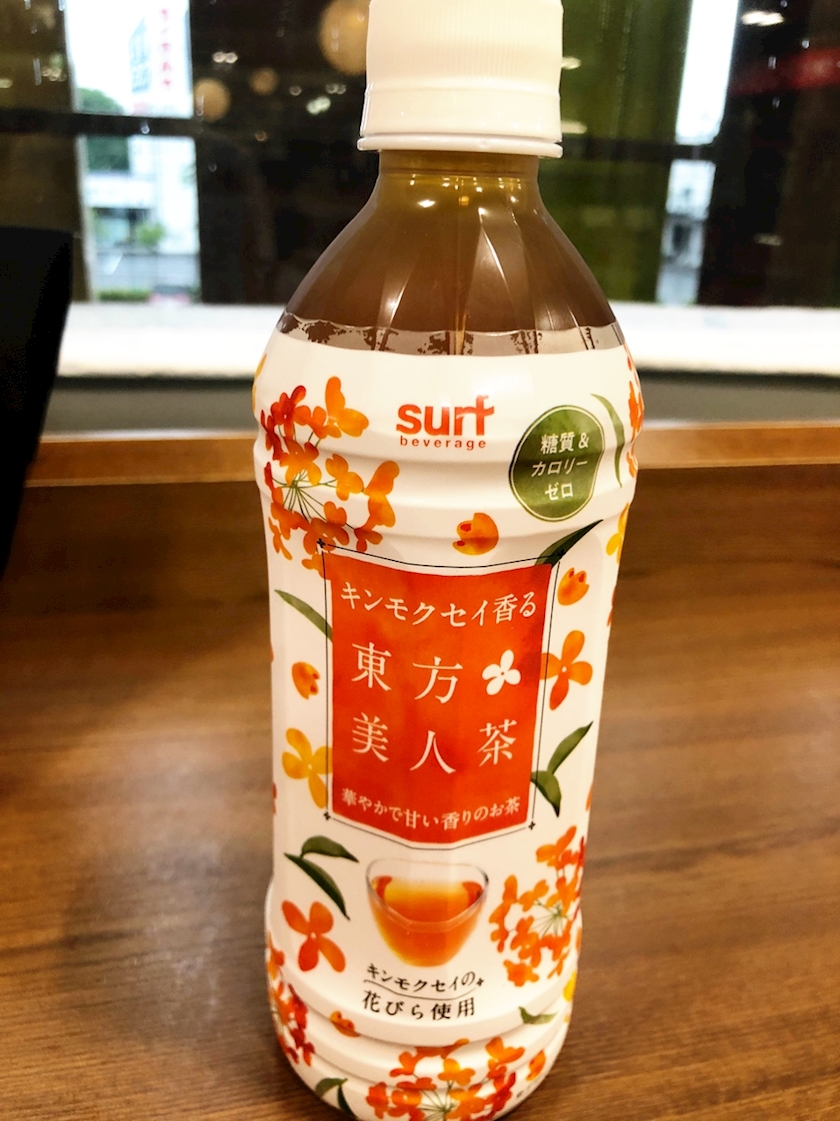 surf
beverage
糖質&
カロリー
ゼロ
キンモクセイ香る
東方
美人茶
華やかで甘い香りのお茶
キンモクセイの
花びら使用